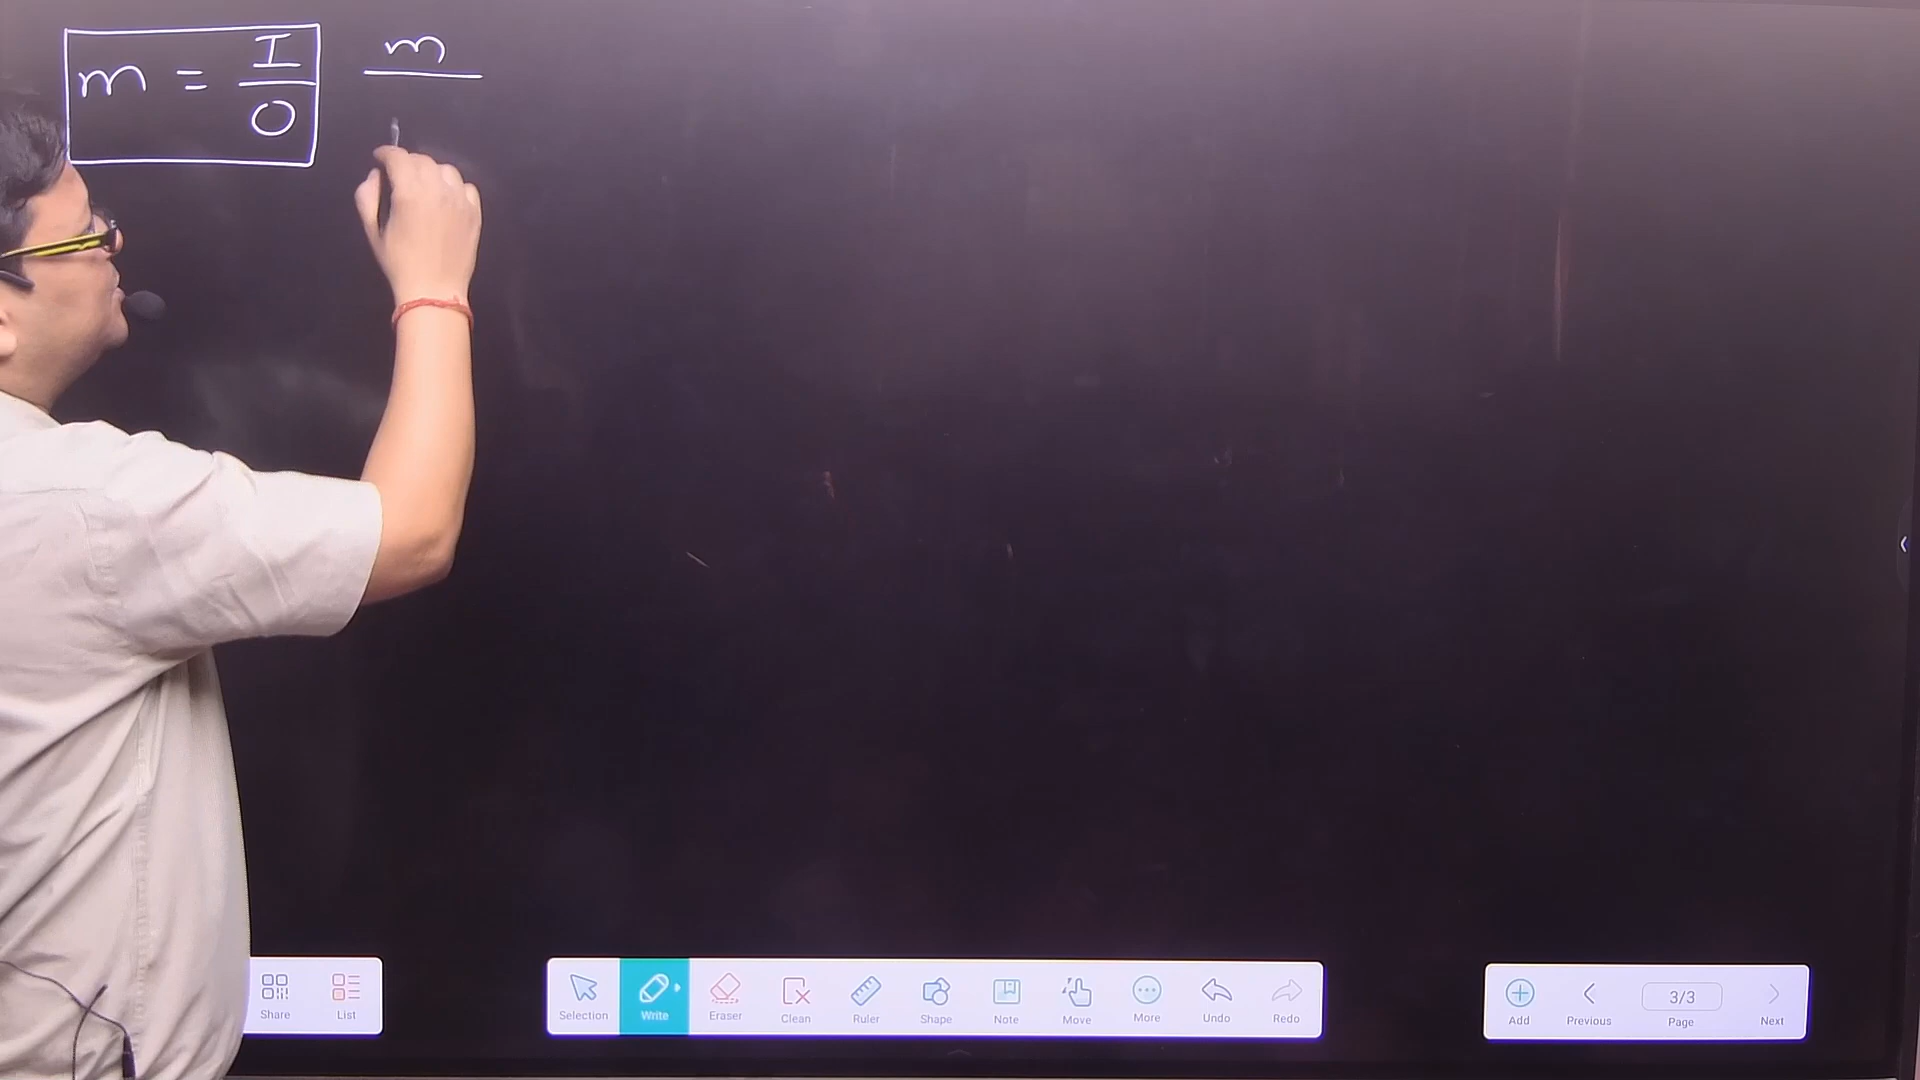 m = I/O
m
Share
List
Selection
Write
Eraser
Clean
Ruler
Shape
Note
Move
More
Undo
Redo
Add
Previous
3/3
Page
Next